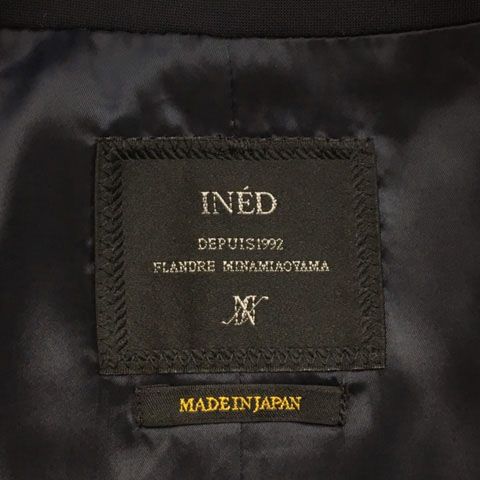 INÉD
DEPUIS1992
FLANDRE MINAMIAOYAMA
MADE IN JAPAN